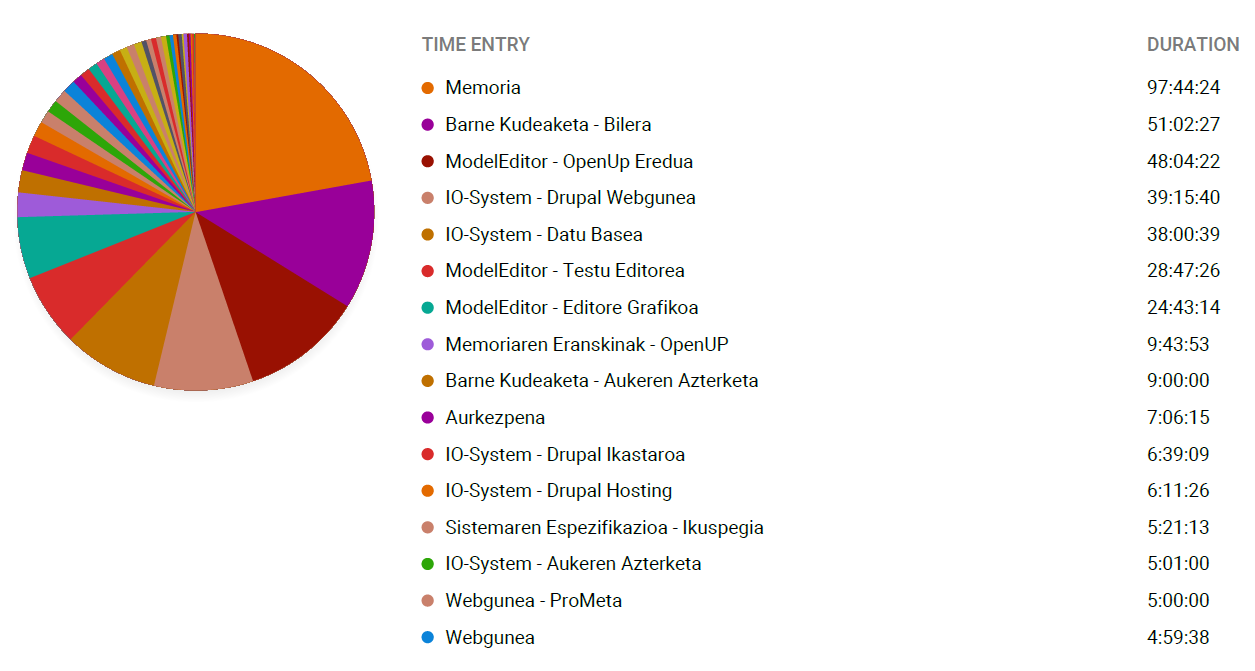 TIME ENTRY DURATION
Memoria 97:44:24
Barne Kudeaketa - Bilera 51:02:27
ModelEditor - OpenUp Eredua 48:04:22
IO-System - Drupal Webgunea 39:15:40
IO-System - Datu Basea 38:00:39
ModelEditor - Testu Editorea 28:47:26
ModelEditor - Editore Grafikoa 24:43:14
Memoriaren Eranskinak - OpenUP 9:43:53
Barne Kudeaketa - Aukeren Azterketa 9:00:00
Aurkezpena 7:06:15
IO-System - Drupal Ikastaroa 6:39:09
IO-System - Drupal Hosting 6:11:26
Sistemaren Espezifikazioa - Ikuspegia 5:21:13
IO-System - Aukeren Azterketa 5:01:00
Webgunea - ProMeta 5:00:00
Webgunea 4:59:38